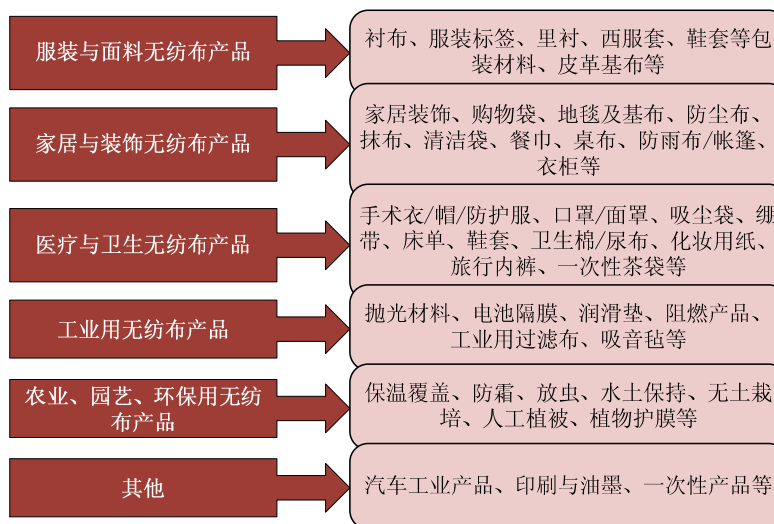 服装与面料无纺布产品
衬布、服装标签、里衬、西服套、鞋套等包
装材料、皮革基布等
家居与装饰无纺布产品
家居装饰、购物袋、地毯及基布、防尘布、
抹布、清洁袋、餐巾、桌布、防雨布/帐篷、
衣柜等
医疗与卫生无纺布产品
手术衣/帽/防护服、口罩/面罩、吸尘袋、绷
带、床单、鞋套、卫生棉/尿布、化妆用纸、
旅行内裤、一次性茶袋等
工业用无纺布产品
抛光材料、电池隔膜、润滑垫、阻燃产品、
工业用过滤布、吸音毡等
农业、园艺、环保用无纺
布产品
保温覆盖、防霜、放虫、水土保持、无土栽
培、人工植被、植物护膜等
其他
汽车工业产品、印刷与油墨、一次性产品等